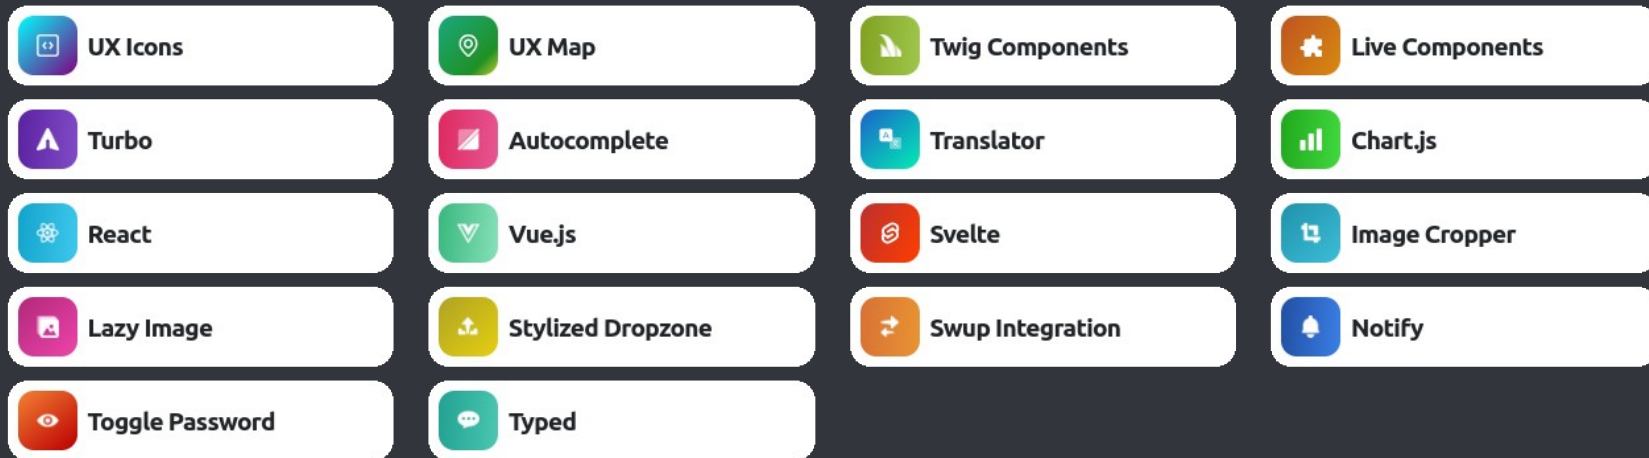 UX Icons
UX Map
Twig Components
Live Components
Turbo
Autocomplete
Translator
Chart.js
React
Vue.js
Svelte
Image Cropper
Lazy Image
Stylized Dropzone
Swup Integration
Notify
Toggle Password
Typed